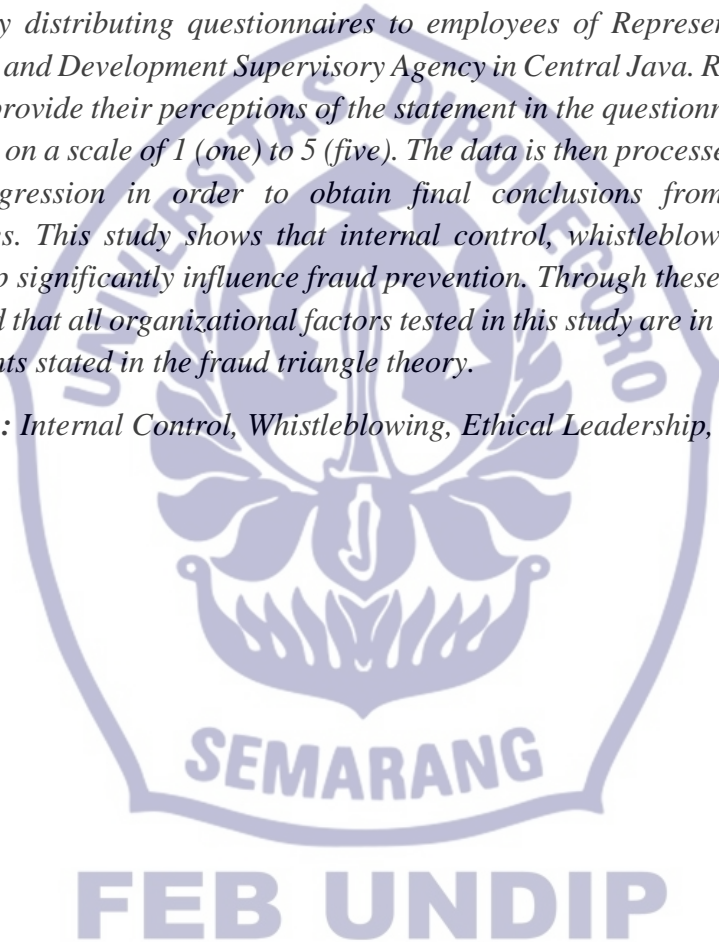 y distributing questionnaires to employees of Represen
and Development Supervisory Agency in Central Java. R
provide their perceptions of the statement in the questionn
on a scale of 1 (one) to 5 (five). The data is then processe
gression in order to obtain final conclusions from
s. This study shows that internal control, whistleblow
p significantly influence fraud prevention. Through these
d that all organizational factors tested in this study are in
nts stated in the fraud triangle theory.
: Internal Control, Whistleblowing, Ethical Leadership,
UNIVERSITAS DIPONEGORO
SEMARANG
FEB UNDIP